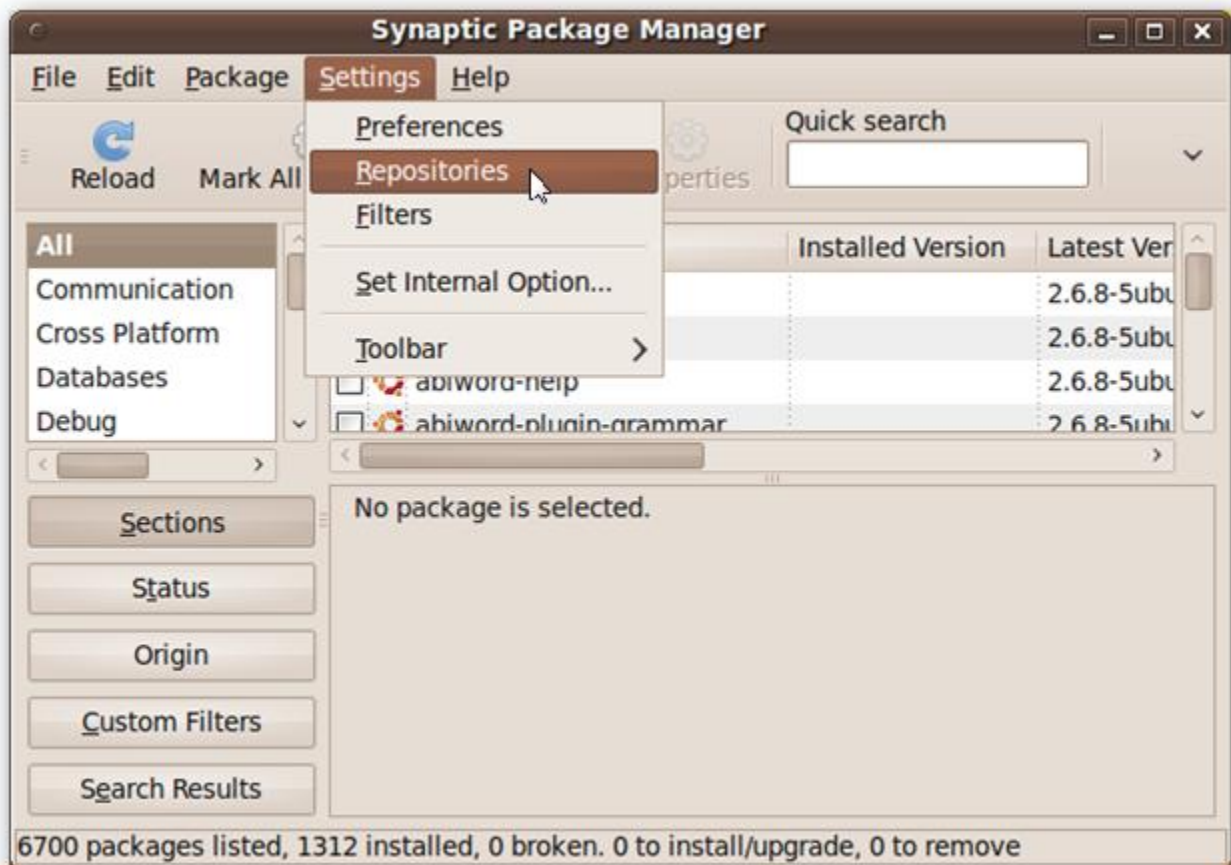 Synaptic Package Manager
File Edit Package Settings Help
Preferences
Repositories
Filters
Set Internal Option...
Toolbar
Reload Mark All perties
Quick search
All
Communication
Cross Platform
Databases
Debug
Installed Version Latest Ver
2.6.8-5ubu
2.6.8-5ubu
abiword-help 2.6.8-5ubu
abiword-plugin-grammar 2.6.8-5ubu
Sections
Status
Origin
Custom Filters
Search Results
No package is selected.
6700 packages listed, 1312 installed, 0 broken. 0 to install/upgrade, 0 to remove